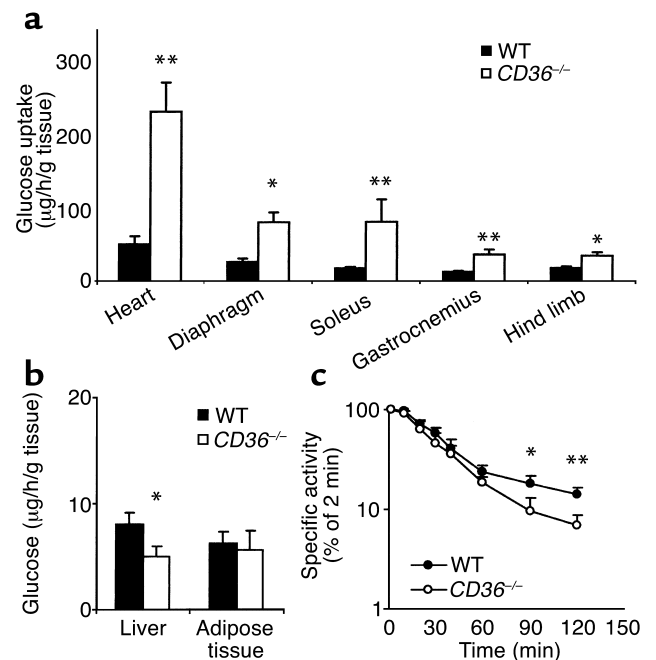 a
300
200
100
0
Glucose uptake
(μg/h/g tissue)
WT
CD36–/–
**
*
**
**
*
Heart
Diaphragm
Soleus
Gastrocnemius
Hind limb
b
20
10
0
Glucose (μg/h/g tissue)
WT
CD36–/–
*
Liver
Adipose
tissue
c
100
10
1
Specific activity
(% of 2 min)
*
**
WT
CD36–/–
0 30 60 90 120 150
Time (min)